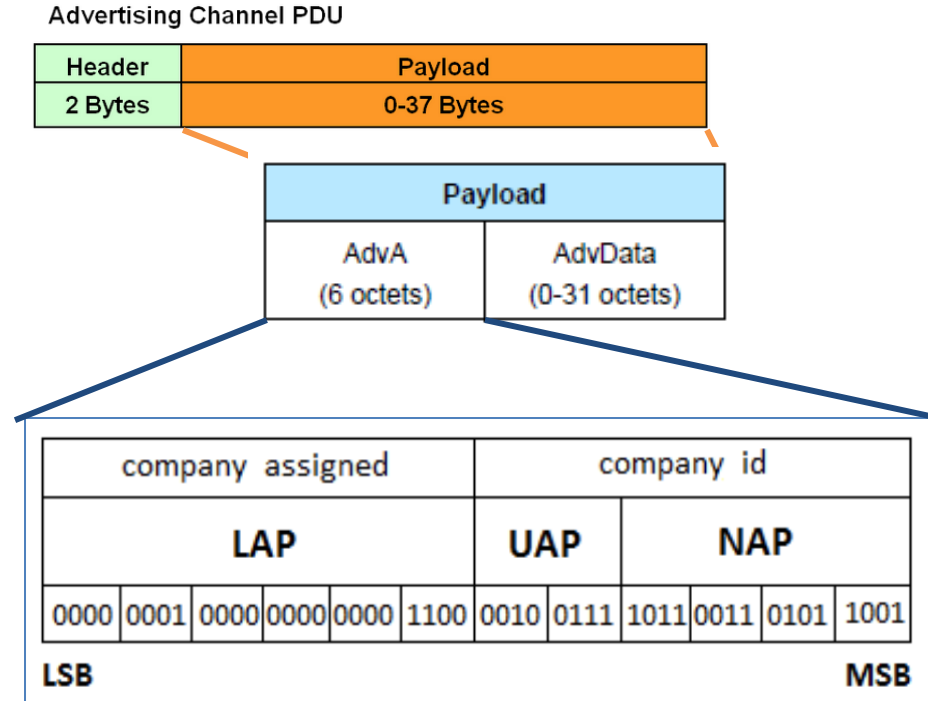 Advertising Channel PDU
Header Payload
2 Bytes 0-37 Bytes
Payload
AdvA AdvData
(6 octets) (0-31 octets)
company assigned company id
LAP UAP NAP
0000 0001 0000 0000 0000 1100 0010 0111 1011 0011 0101 1001
LSB MSB